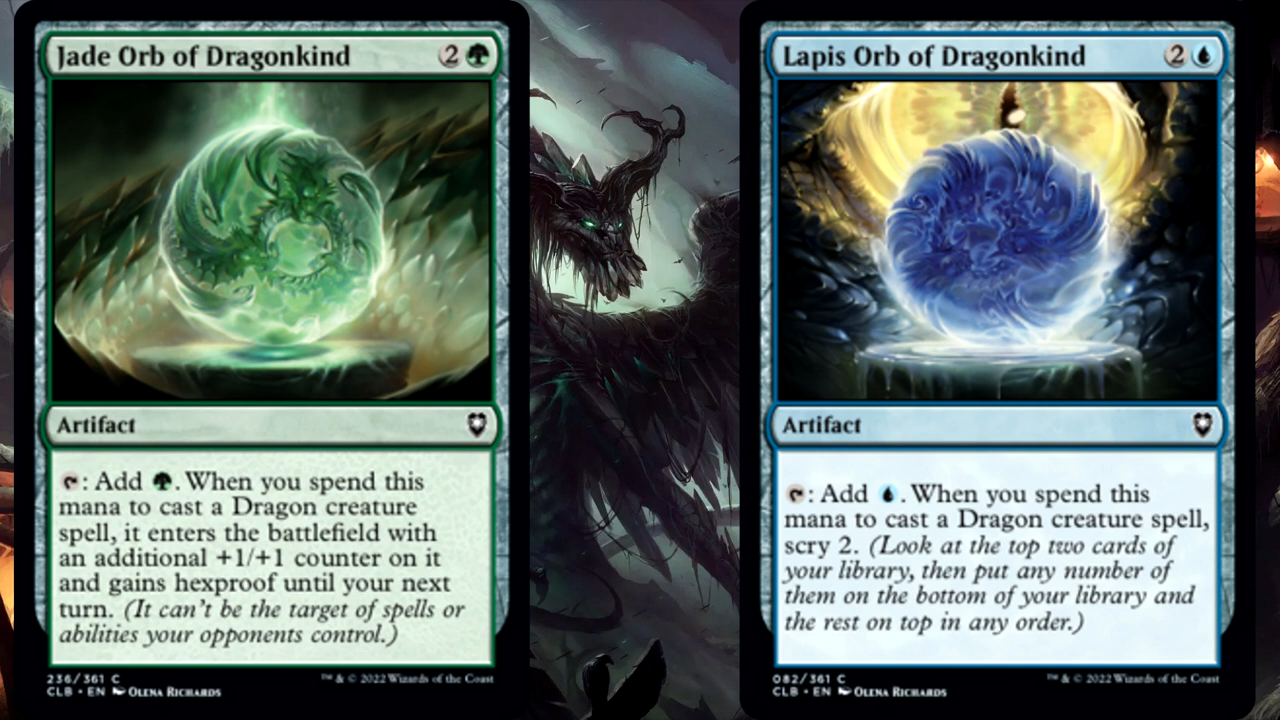 Jade Orb of Dragonkind 2
Artifact
: Add . When you spend this
mana to cast a Dragon creature
spell, it enters the battlefield with
an additional +1/+1 counter on it
and gains hexproof until your next
turn. (It can't be the target of spells or
abilities your opponents control.)
236/361 C
CLB • EN OLENA RICHARDS
™ & © 2022 Wizards of the Coast
Lapis Orb of Dragonkind 2
Artifact
: Add . When you spend this
mana to cast a Dragon creature spell,
scry 2. (Look at the top two cards of
your library, then put any number of
them on the bottom of your library and
the rest on top in any order.)
082/361 C
CLB • EN OLENA RICHARDS
™ & © 2022 Wizards of the Coast